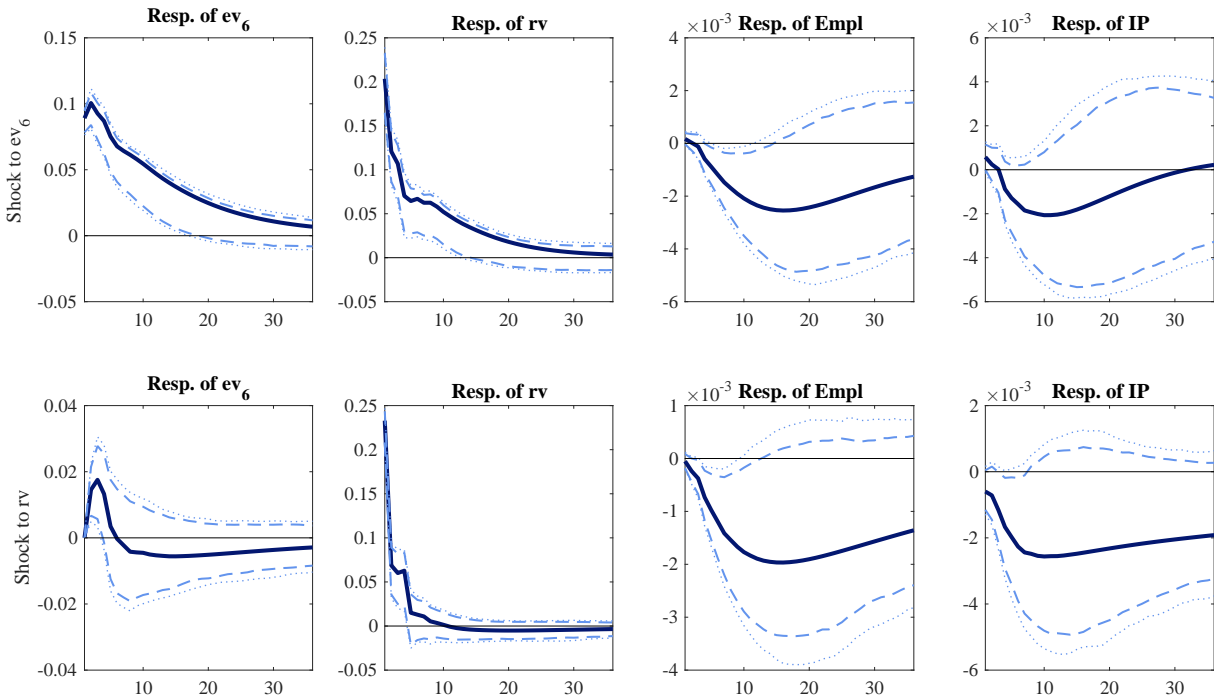 Resp. of ev6
Resp. of rv
Resp. of Empl
Resp. of IP
×10-3
×10-3
Shock to ev6
0.15
0.1
0.05
0
-0.05
0.25
0.2
0.15
0.1
0.05
0
-0.05
4
2
0
-2
-4
-6
6
4
2
0
-2
-4
-6
10 20 30
10 20 30
10 20 30
10 20 30
Resp. of ev6
Resp. of rv
Resp. of Empl
Resp. of IP
×10-3
×10-3
Shock to rv
0.04
0.02
0
-0.02
-0.04
0.25
0.2
0.15
0.1
0.05
0
-0.05
1
0
-1
-2
-3
-4
2
0
-2
-4
-6
10 20 30
10 20 30
10 20 30
10 20 30